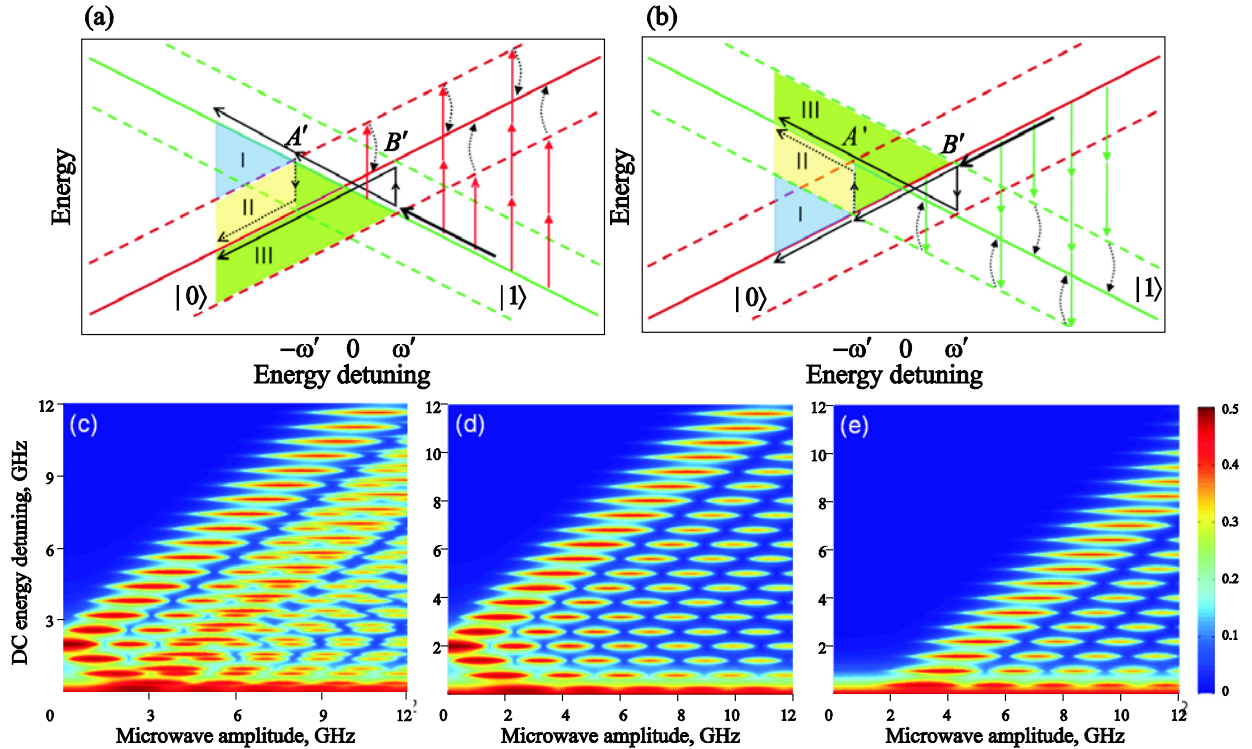 (a)
(b)
Energy
I
II
III
A′
B′
|0⟩
|1⟩
−ω′ 0 ω′
Energy detuning
Energy
III
II
I
A'
B′
|0⟩
|1⟩
−ω′ 0 ω′
Energy detuning
DC energy detuning, GHz
(c)
12
9
6
3
0 3 6 9 12
Microwave amplitude, GHz
(d)
12
10
8
6
4
2
0 2 4 6 8 10 12
Microwave amplitude, GHz
(e)
12
10
8
6
4
2
0 2 4 6 8 10 12
Microwave amplitude, GHz
0.5
0.4
0.3
0.2
0.1
0